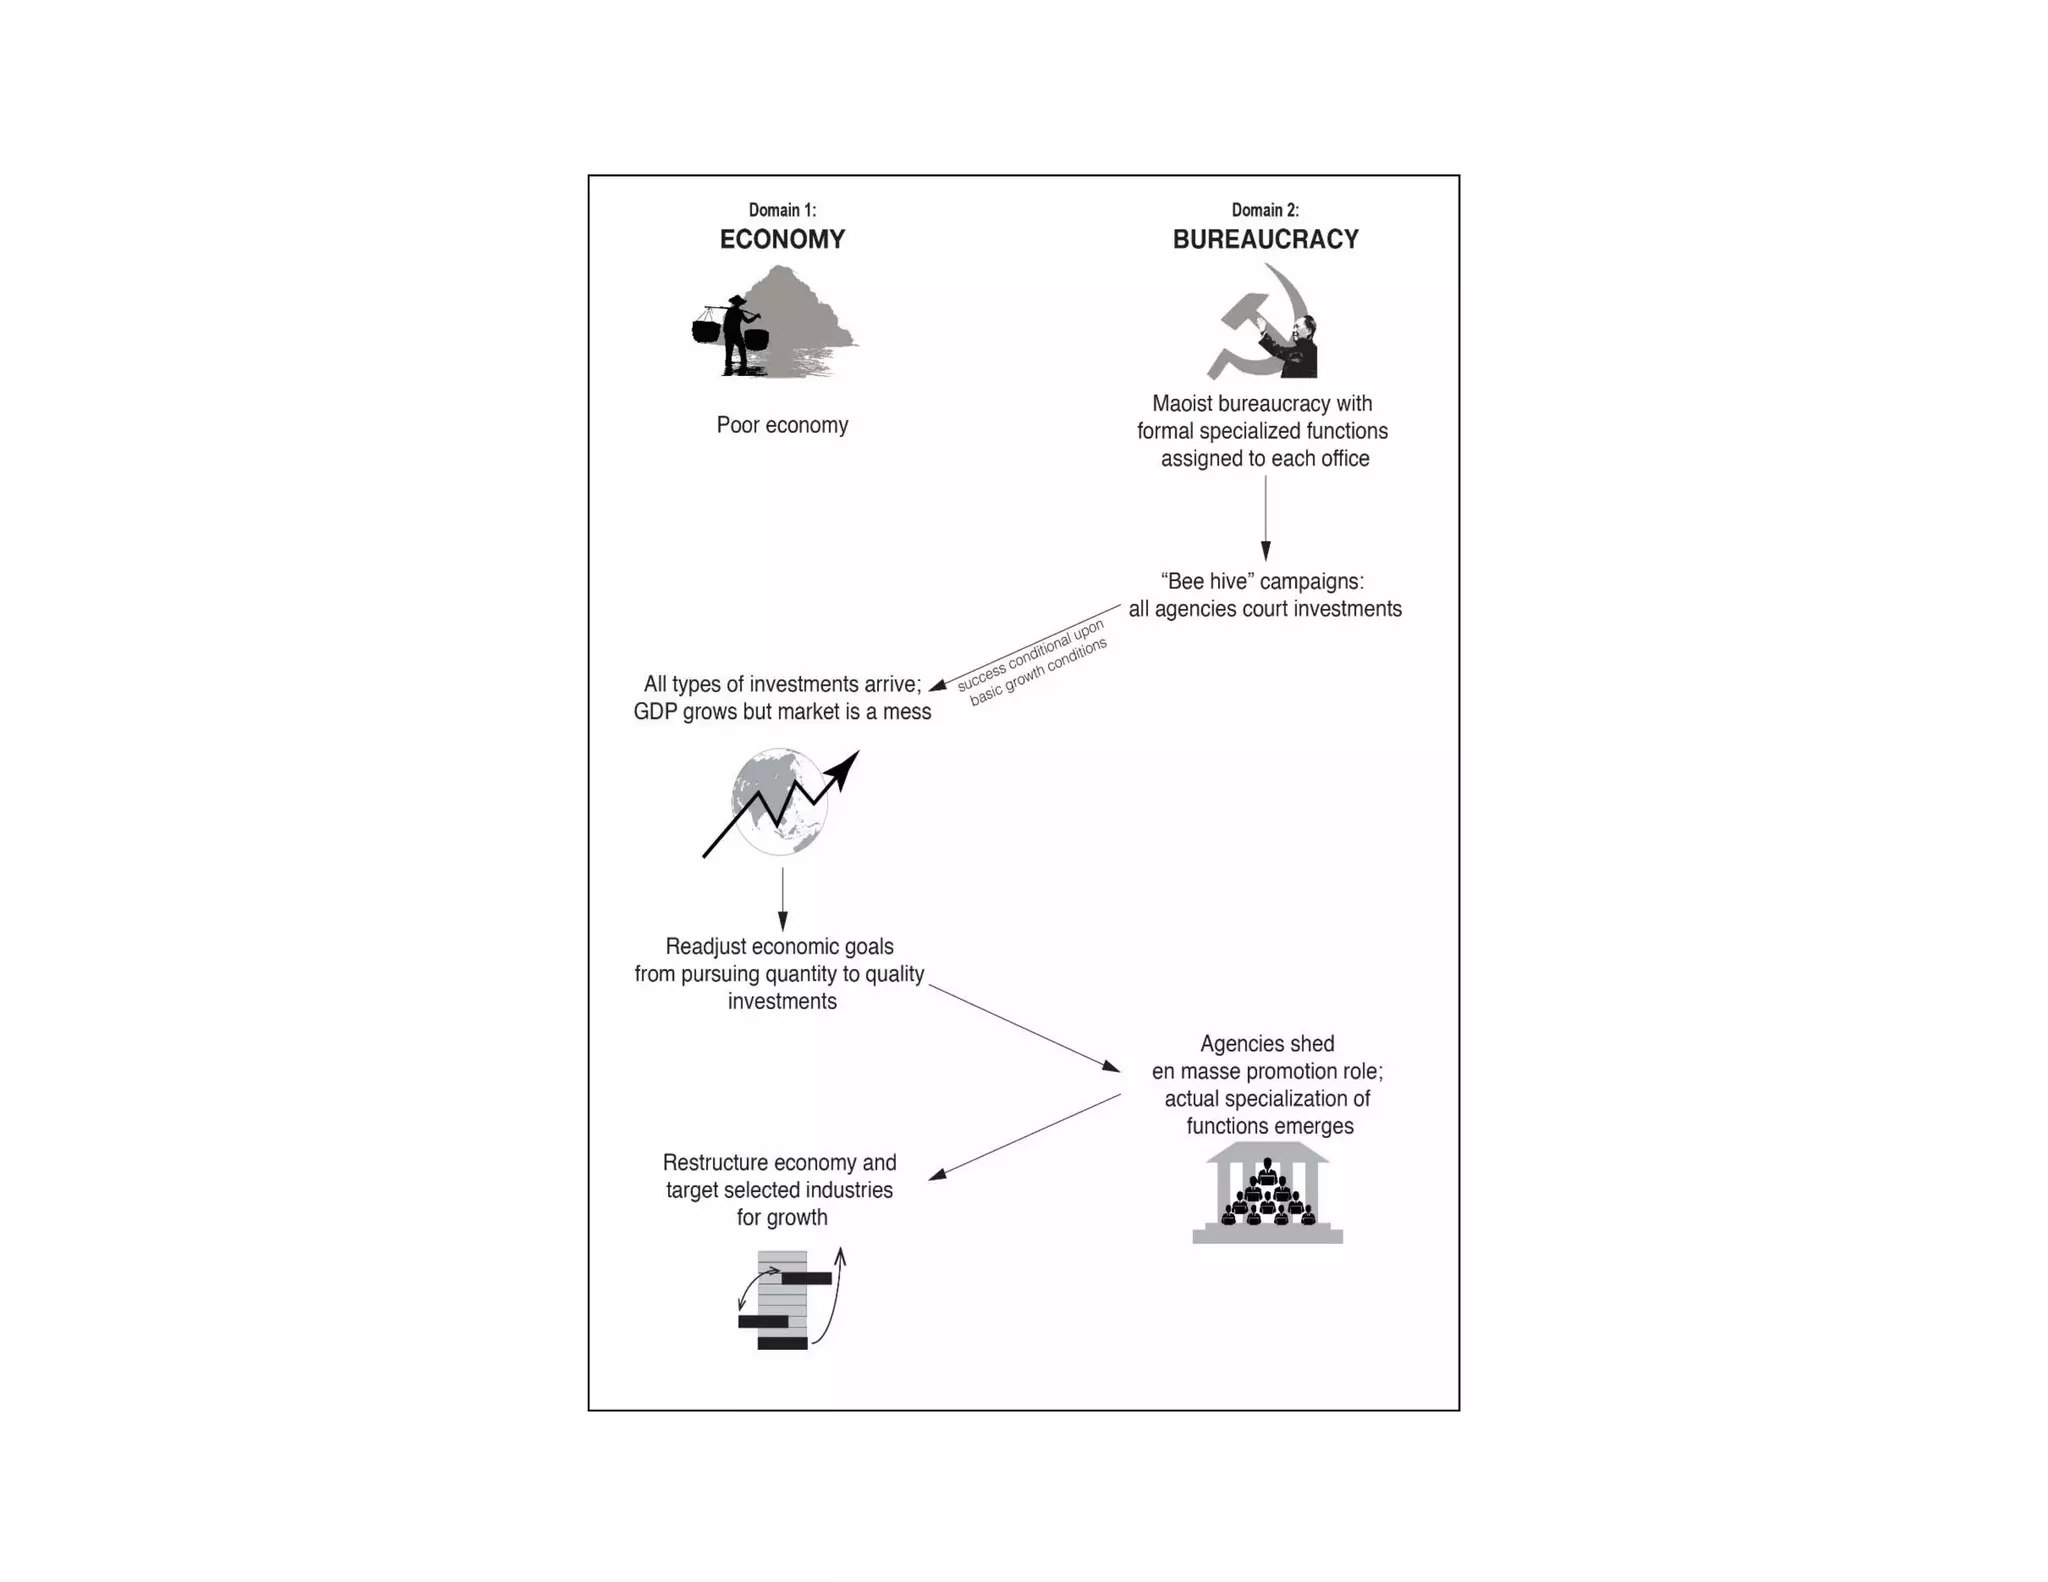 Domain 1:
ECONOMY
Domain 2:
BUREAUCRACY
Poor economy
Maoist bureaucracy with
formal specialized functions
assigned to each office
“Bee hive” campaigns:
all agencies court investments
success conditional upon
basic growth conditions
All types of investments arrive;
GDP grows but market is a mess
Readjust economic goals
from pursuing quantity to quality
investments
Agencies shed
en masse promotion role;
actual specialization of
functions emerges
Restructure economy and
target selected industries
for growth